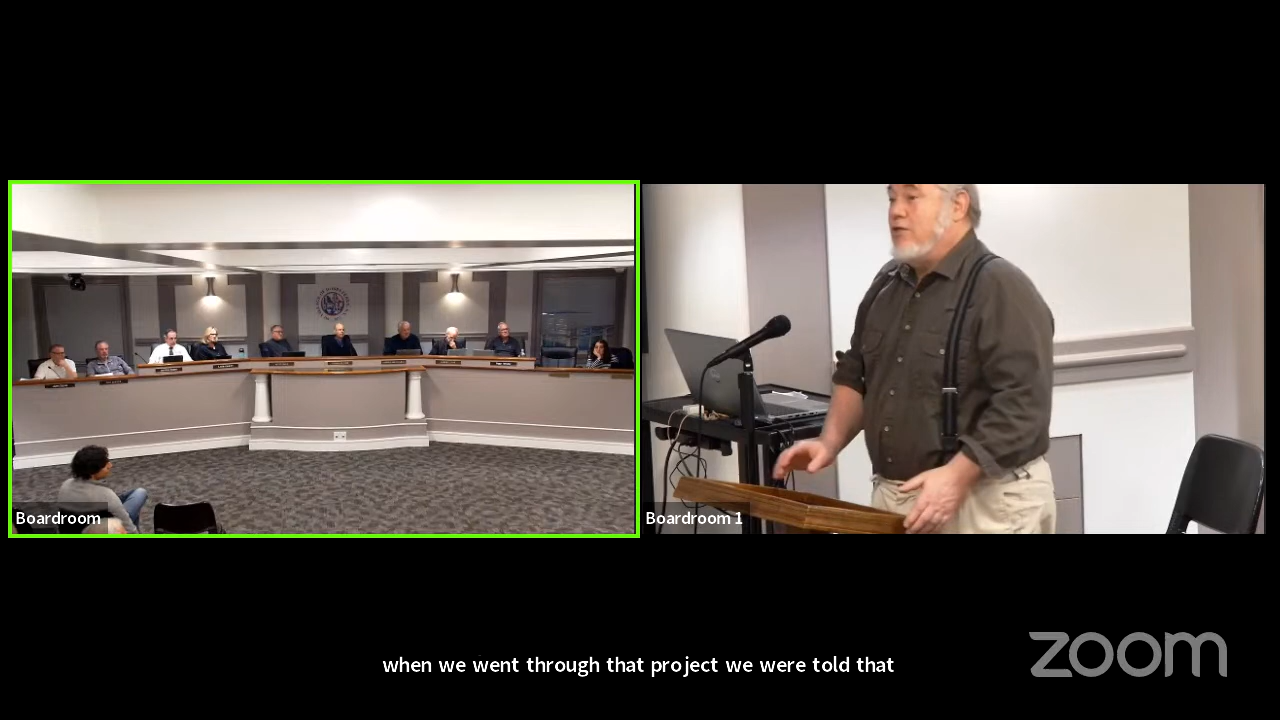 Boardroom
Boardroom 1
when we went through that project we were told that
zoom